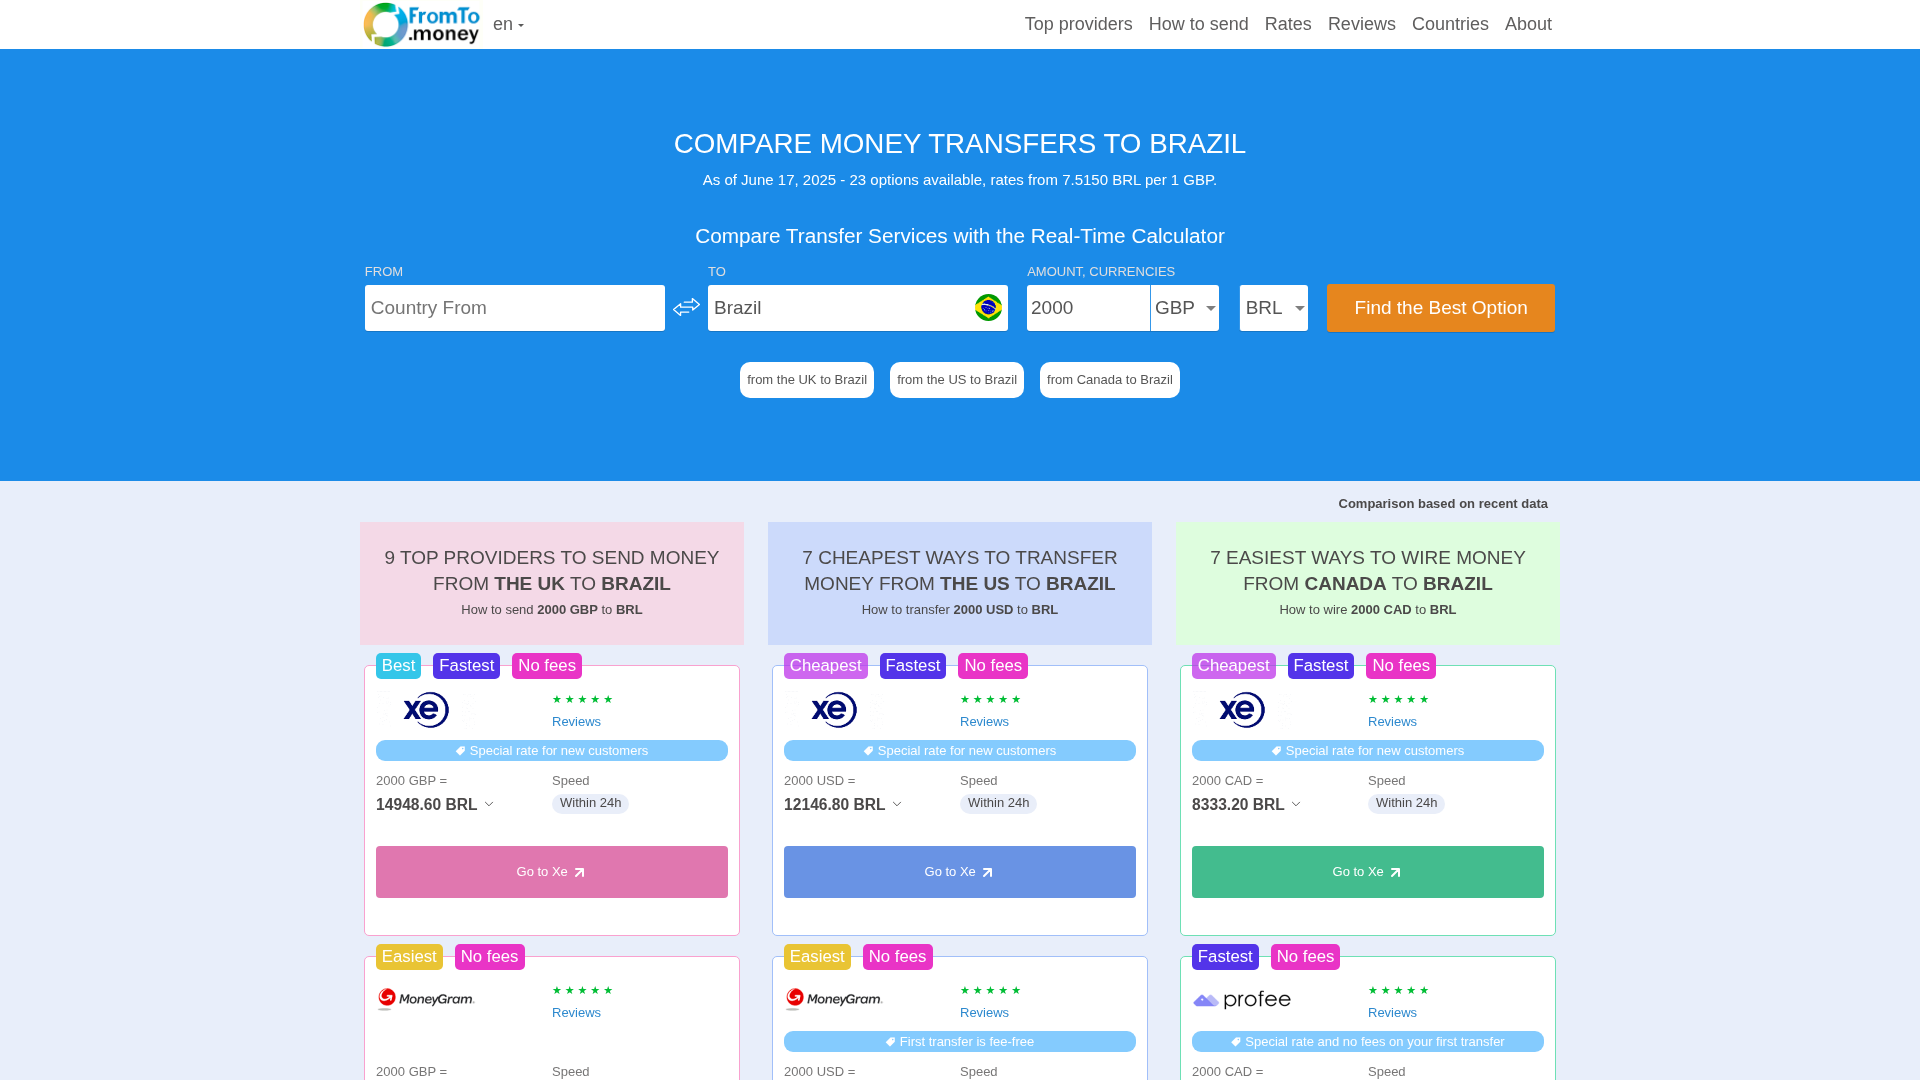 FromTo
.money
en
Top providers
How to send
Rates
Reviews
Countries
About
COMPARE MONEY TRANSFERS TO BRAZIL
As of June 17, 2025 - 23 options available, rates from 7.5150 BRL per 1 GBP.
Compare Transfer Services with the Real-Time Calculator
FROM
TO
AMOUNT, CURRENCIES
Country From
Brazil
2000
GBP
BRL
Find the Best Option
from the UK to Brazil
from the US to Brazil
from Canada to Brazil
Comparison based on recent data
9 TOP PROVIDERS TO SEND MONEY
FROM THE UK TO BRAZIL
How to send 2000 GBP to BRL
Best
Fastest
No fees
xe
Reviews
Special rate for new customers
2000 GBP =
Speed
14948.60 BRL
Within 24h
Go to Xe
Easiest
No fees
MoneyGram.
Reviews
2000 GBP =
Speed
7 CHEAPEST WAYS TO TRANSFER
MONEY FROM THE US TO BRAZIL
How to transfer 2000 USD to BRL
Cheapest
Fastest
No fees
xe
Reviews
Special rate for new customers
2000 USD =
Speed
12146.80 BRL
Within 24h
Go to Xe
Easiest
No fees
MoneyGram.
Reviews
First transfer is fee-free
2000 USD =
Speed
7 EASIEST WAYS TO WIRE MONEY
FROM CANADA TO BRAZIL
How to wire 2000 CAD to BRL
Cheapest
Fastest
No fees
xe
Reviews
Special rate for new customers
2000 CAD =
Speed
8333.20 BRL
Within 24h
Go to Xe
Fastest
No fees
profee
Reviews
Special rate and no fees on your first transfer
2000 CAD =
Speed